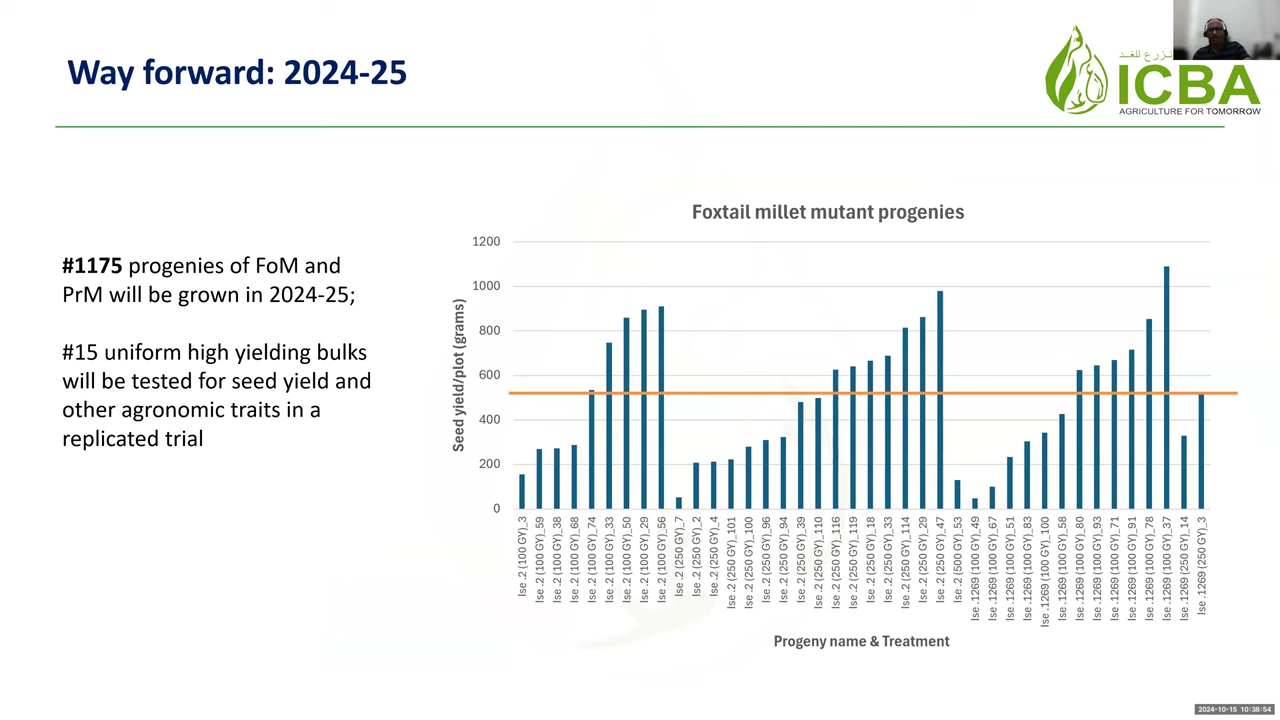 Way forward: 2024-25
نـزرع للغـد
ICBA
AGRICULTURE FOR TOMORROW
#1175 progenies of FoM and
PrM will be grown in 2024-25;
#15 uniform high yielding bulks
will be tested for seed yield and
other agronomic traits in a
replicated trial
Foxtail millet mutant progenies
Seed yield/plot (grams)
1200
1000
800
600
400
200
0
Ise .2 (100 GY)_3
Ise .2 (100 GY)_59
Ise .2 (100 GY)_38
Ise .2 (100 GY)_68
Ise .2 (100 GY)_74
Ise .2 (100 GY)_33
Ise .2 (100 GY)_50
Ise .2 (100 GY)_29
Ise .2 (100 GY)_56
Ise .2 (250 GY)_7
Ise .2 (250 GY)_2
Ise .2 (250 GY)_4
Ise .2 (250 GY)_101
Ise .2 (250 GY)_100
Ise .2 (250 GY)_96
Ise .2 (250 GY)_94
Ise .2 (250 GY)_39
Ise .2 (250 GY)_110
Ise .2 (250 GY)_116
Ise .2 (250 GY)_119
Ise .2 (250 GY)_18
Ise .2 (250 GY)_33
Ise .2 (250 GY)_114
Ise .2 (250 GY)_29
Ise .2 (250 GY)_47
Ise .2 (500 GY)_53
Ise .1269 (100 GY)_49
Ise .1269 (100 GY)_67
Ise .1269 (100 GY)_51
Ise .1269 (100 GY)_83
Ise .1269 (100 GY)_100
Ise .1269 (100 GY)_58
Ise .1269 (100 GY)_80
Ise .1269 (100 GY)_93
Ise .1269 (100 GY)_71
Ise .1269 (100 GY)_91
Ise .1269 (100 GY)_78
Ise .1269 (100 GY)_37
Ise .1269 (250 GY)_14
Ise .1269 (250 GY)_3
Progeny name & Treatment
2024-10-15 10:38:54